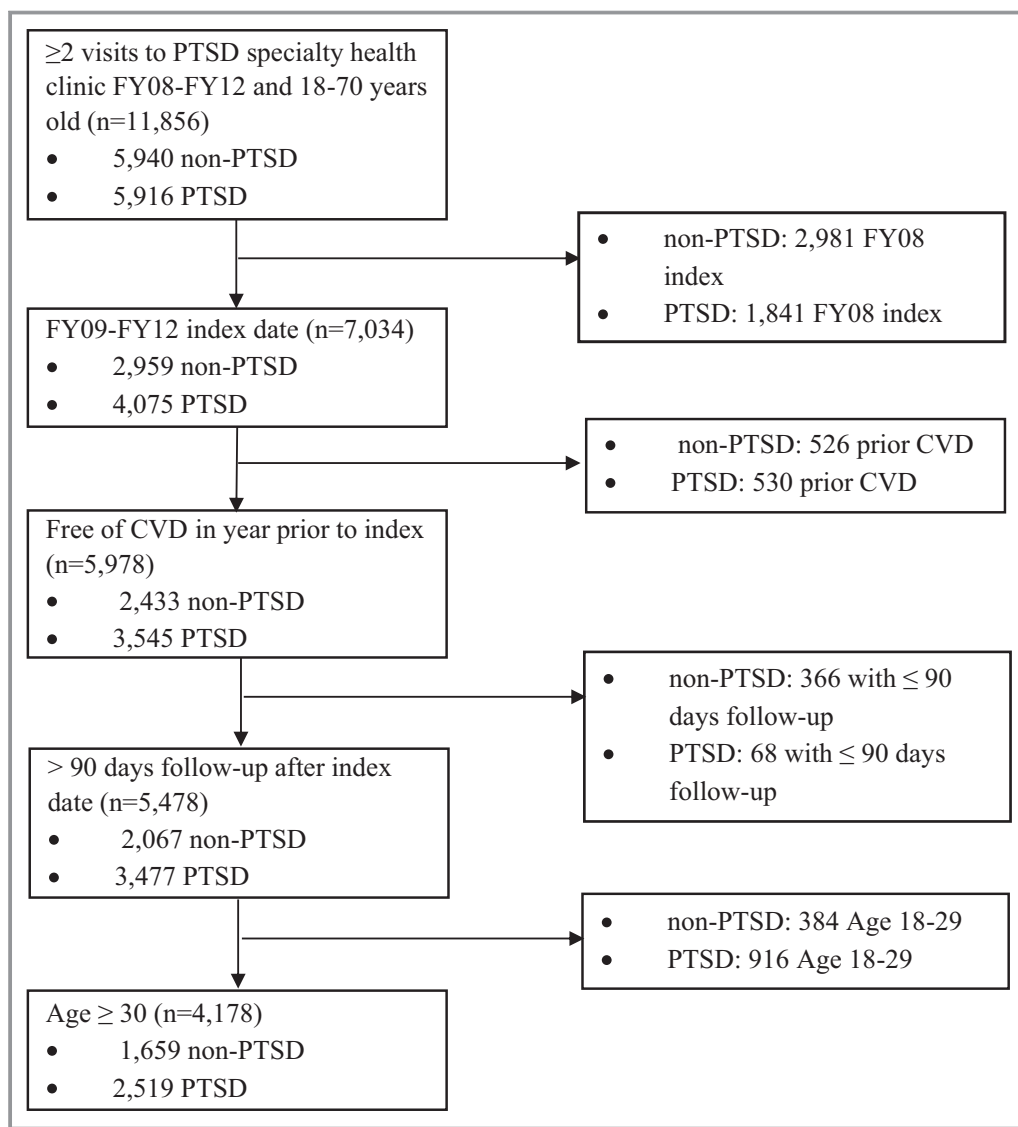 ≥2 visits to PTSD specialty health
clinic FY08-FY12 and 18-70 years
old (n=11,856)
• 5,940 non-PTSD
• 5,916 PTSD
• non-PTSD: 2,981 FY08
index
• PTSD: 1,841 FY08 index
FY09-FY12 index date (n=7,034)
• 2,959 non-PTSD
• 4,075 PTSD
• non-PTSD: 526 prior CVD
• PTSD: 530 prior CVD
Free of CVD in year prior to index
(n=5,978)
• 2,433 non-PTSD
• 3,545 PTSD
• non-PTSD: 366 with ≤ 90
days follow-up
• PTSD: 68 with ≤ 90 days
follow-up
> 90 days follow-up after index
date (n=5,478)
• 2,067 non-PTSD
• 3,477 PTSD
• non-PTSD: 384 Age 18-29
• PTSD: 916 Age 18-29
Age ≥ 30 (n=4,178)
• 1,659 non-PTSD
• 2,519 PTSD